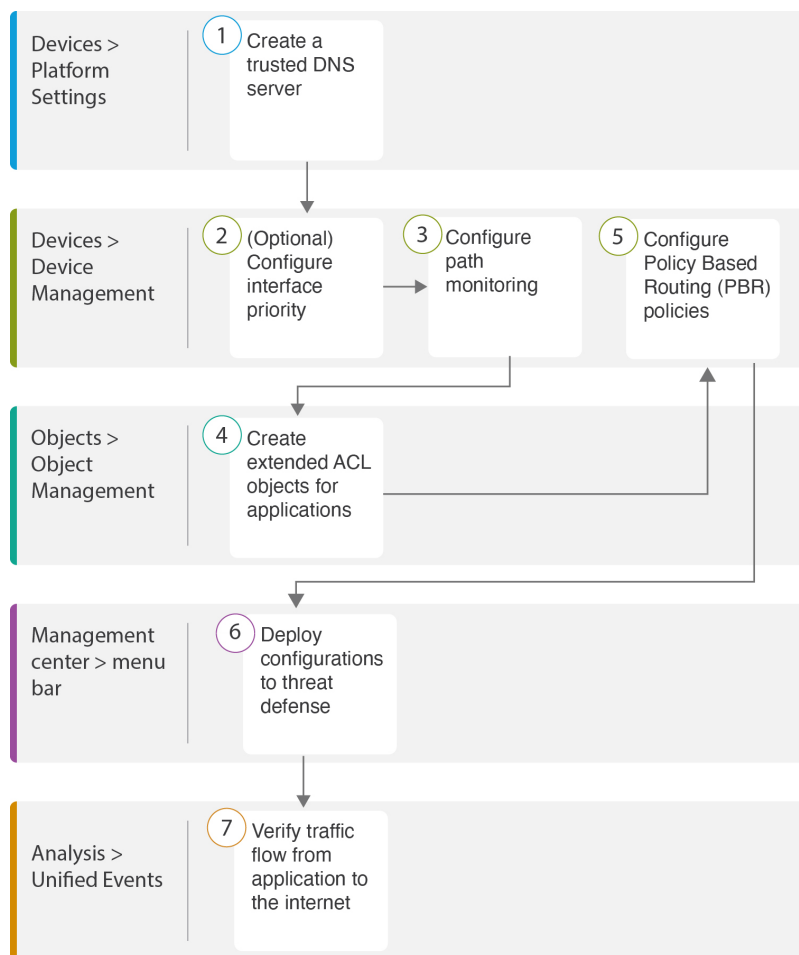 Devices >
Platform
Settings
1
Create a
trusted DNS
server
Devices >
Device
Management
2
(Optional)
Configure
interface
priority
3
Configure
path
monitoring
5
Configure
Policy Based
Routing (PBR)
policies
Objects >
Object
Management
4
Create
extended ACL
objects for
applications
Management
center > menu
bar
6
Deploy
configurations
to threat
defense
Analysis >
Unified Events
7
Verify traffic
flow from
application to
the internet